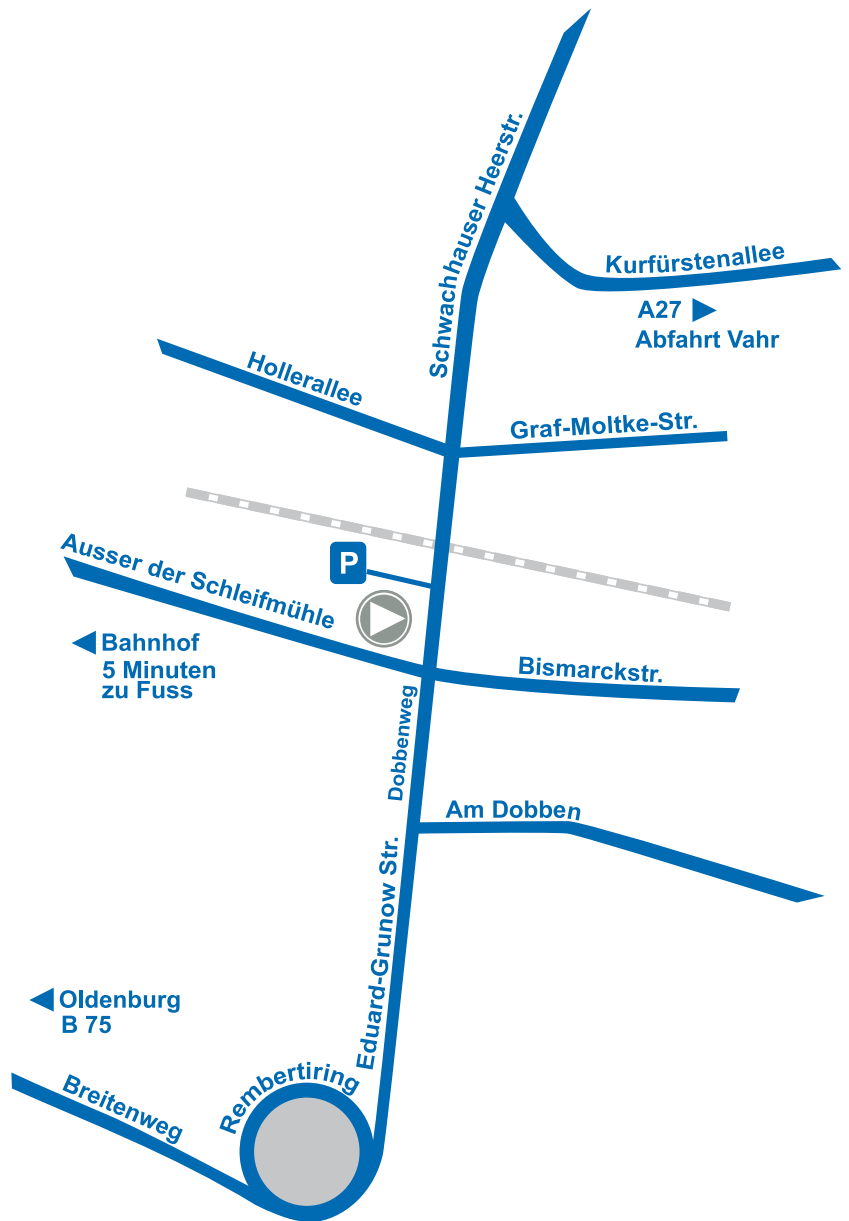 Schwachhauser Heerstr.
Kurfürstenallee
A27
Abfahrt Vahr
Hollerallee
Graf-Moltke-Str.
P
Ausser der Schleifmühle
Bahnhof
5 Minuten
zu Fuss
Bismarckstr.
Dobbenweg
Am Dobben
Eduard-Grunow Str.
Oldenburg
B 75
Rembertiring
Breitenweg